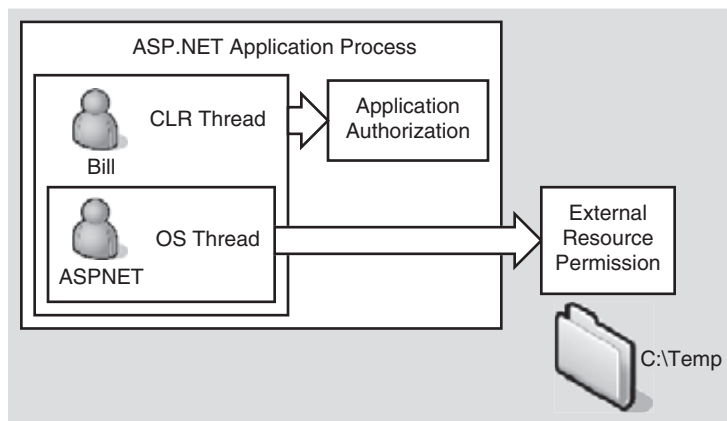 ASP.NET Application Process
CLR Thread
Bill
Application
Authorization
OS Thread
ASPNET
External
Resource
Permission
C:\Temp